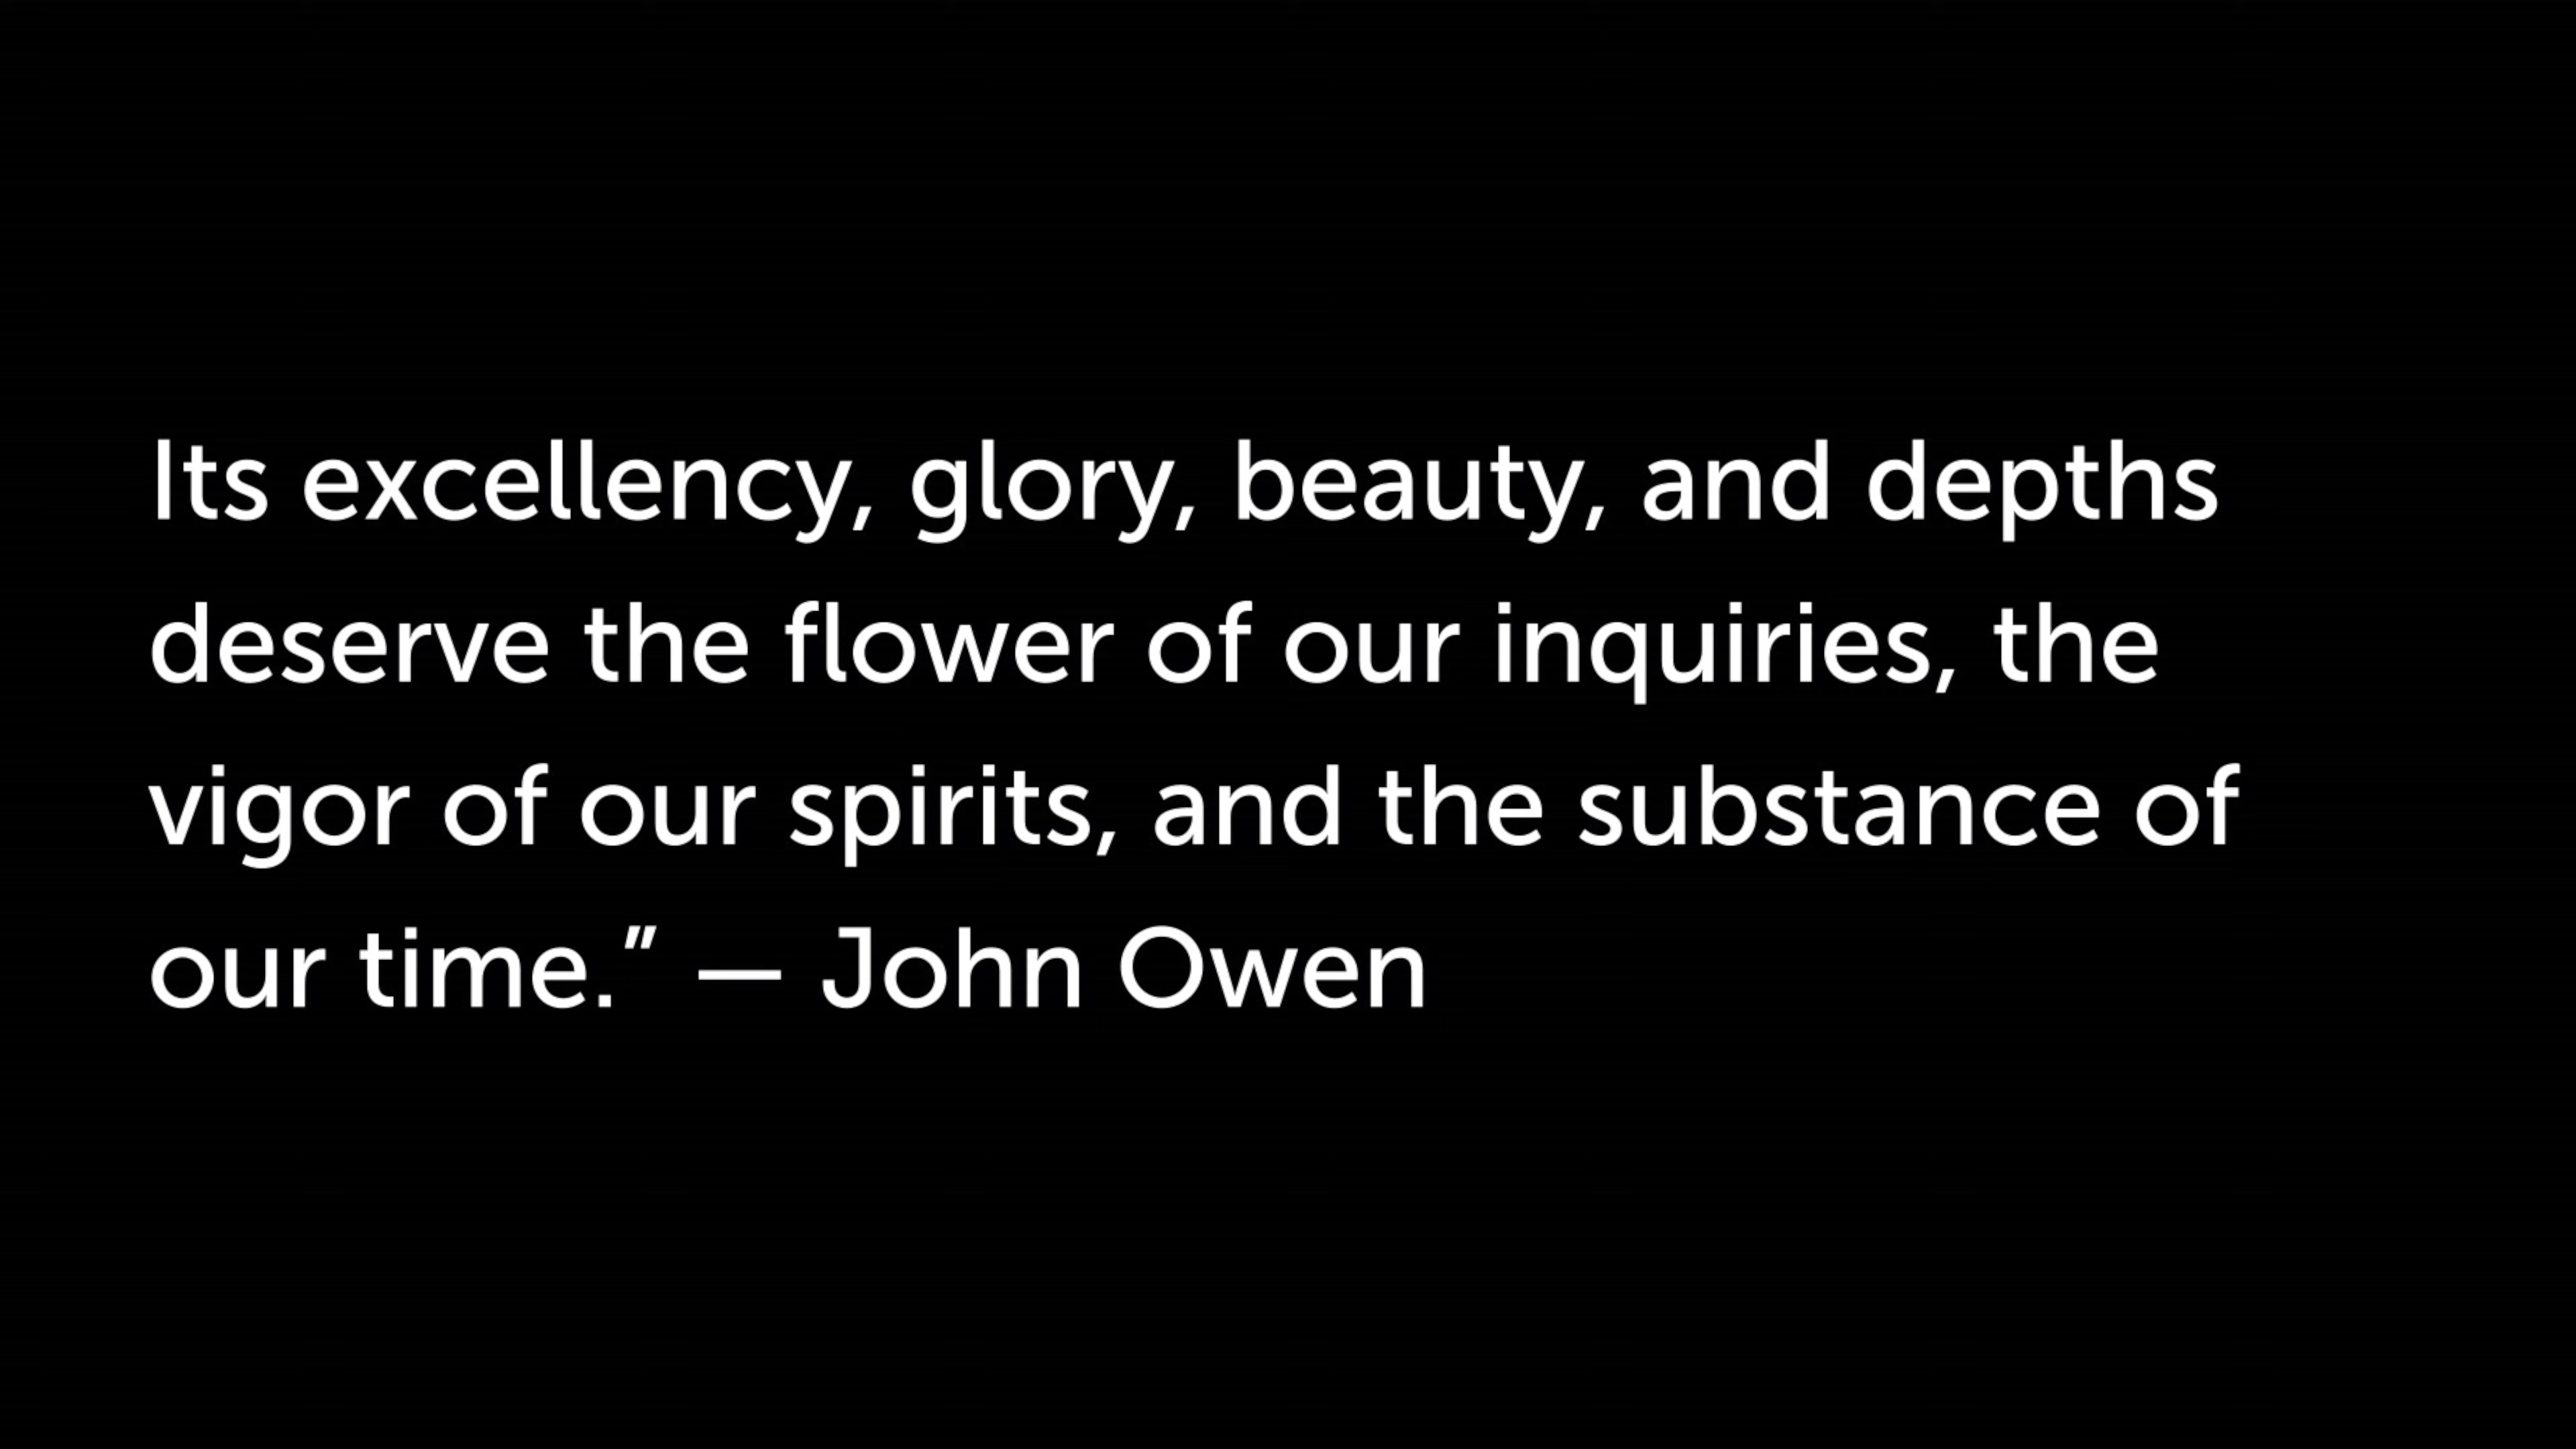 Its excellency, glory, beauty, and depths
deserve the flower of our inquiries, the
vigor of our spirits, and the substance of
our time.” — John Owen